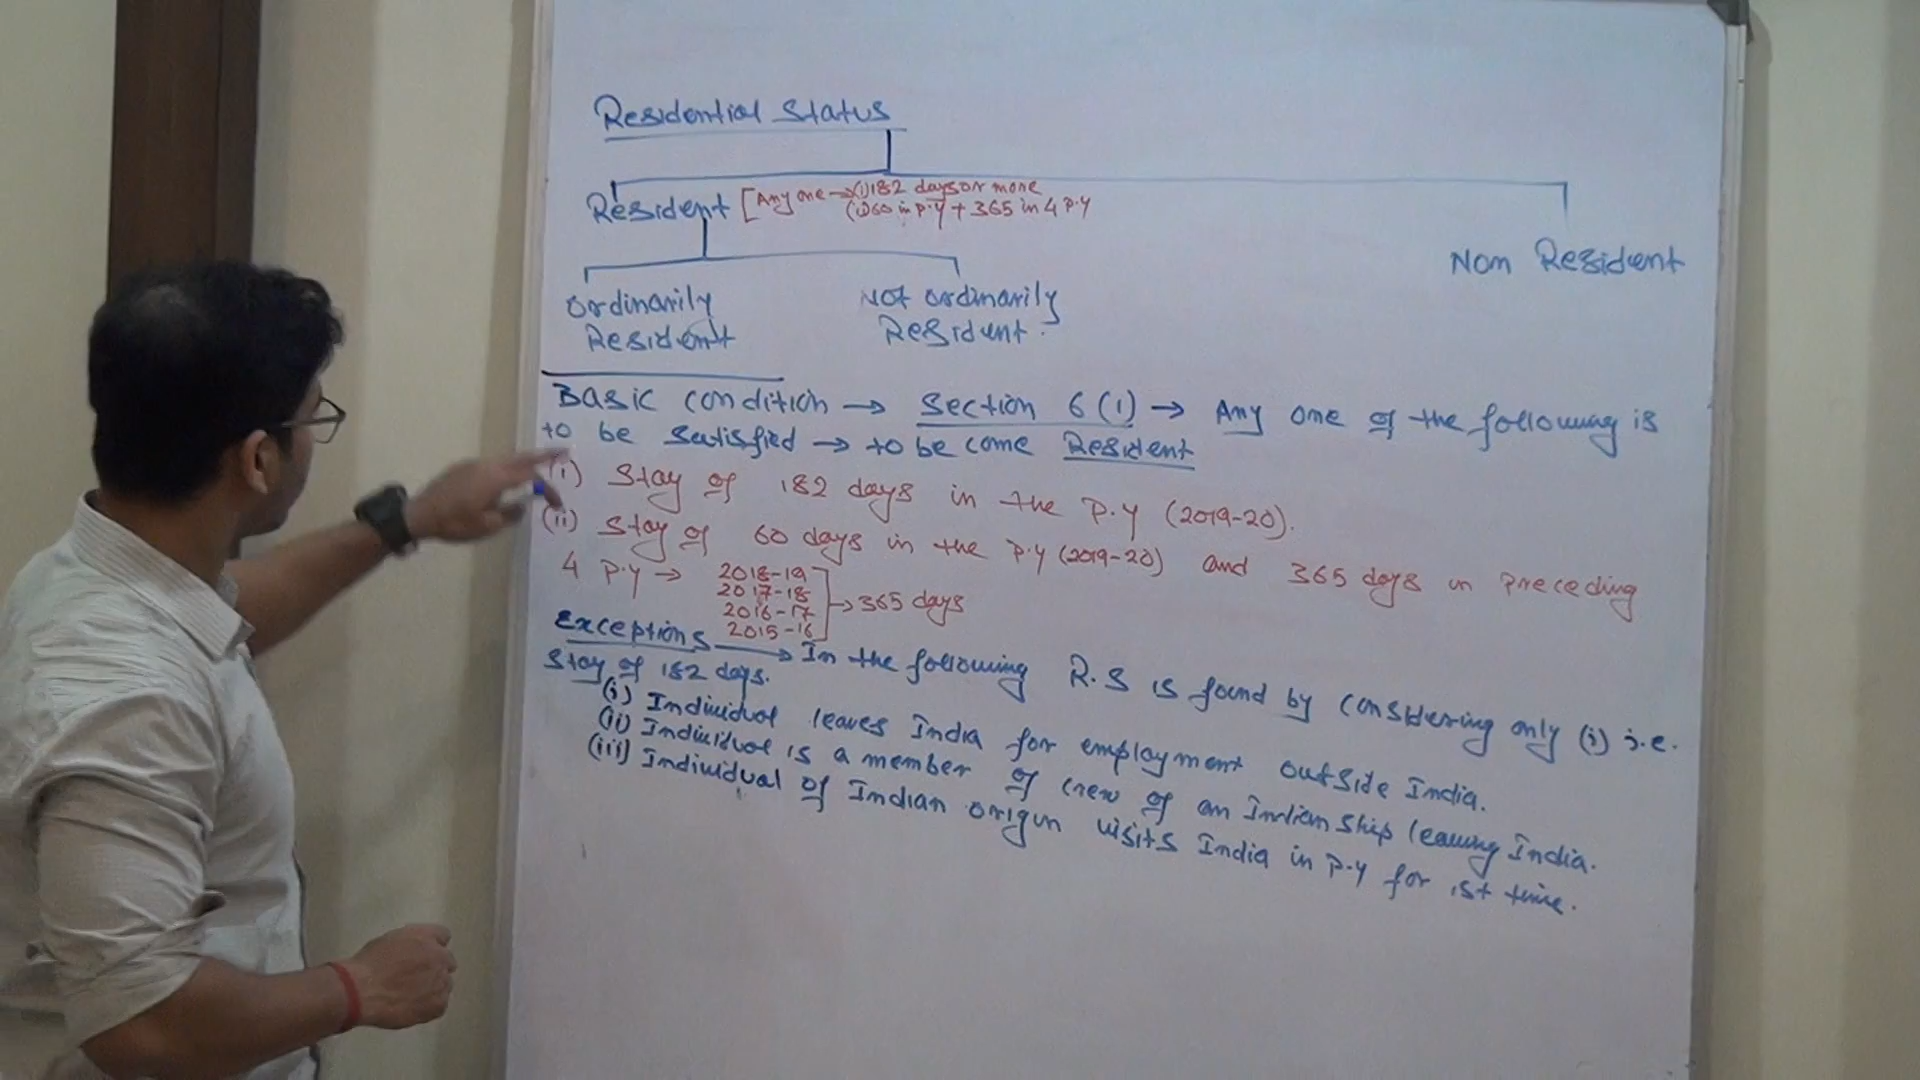 Residential Status
Resident [Any one → (i) 182 days or more
(ii) 60 in p.y + 365 in 4 p.y
Non Resident
Ordinarily
Resident
Not ordinarily
Resident.
Basic condition → Section 6(1) → Any one of the following is
to be satisfied → to be come Resident
(i) Stay of 182 days in the P.Y (2019-20).
(ii) Stay of 60 days in the P.Y (2019-20) and 365 days in preceding
4 P.Y → 2018-19
2017-18
2016-17
2015-16
→ 365 days
Exceptions → In the following R.S is found by considering only (i) i.e.
Stay of 182 days.
(i) Individual leaves India for employment outside India.
(ii) Individual is a member of crew of an Indian Ship leaving India.
(iii) Individual of Indian origin visits India in P.Y for 1st time.